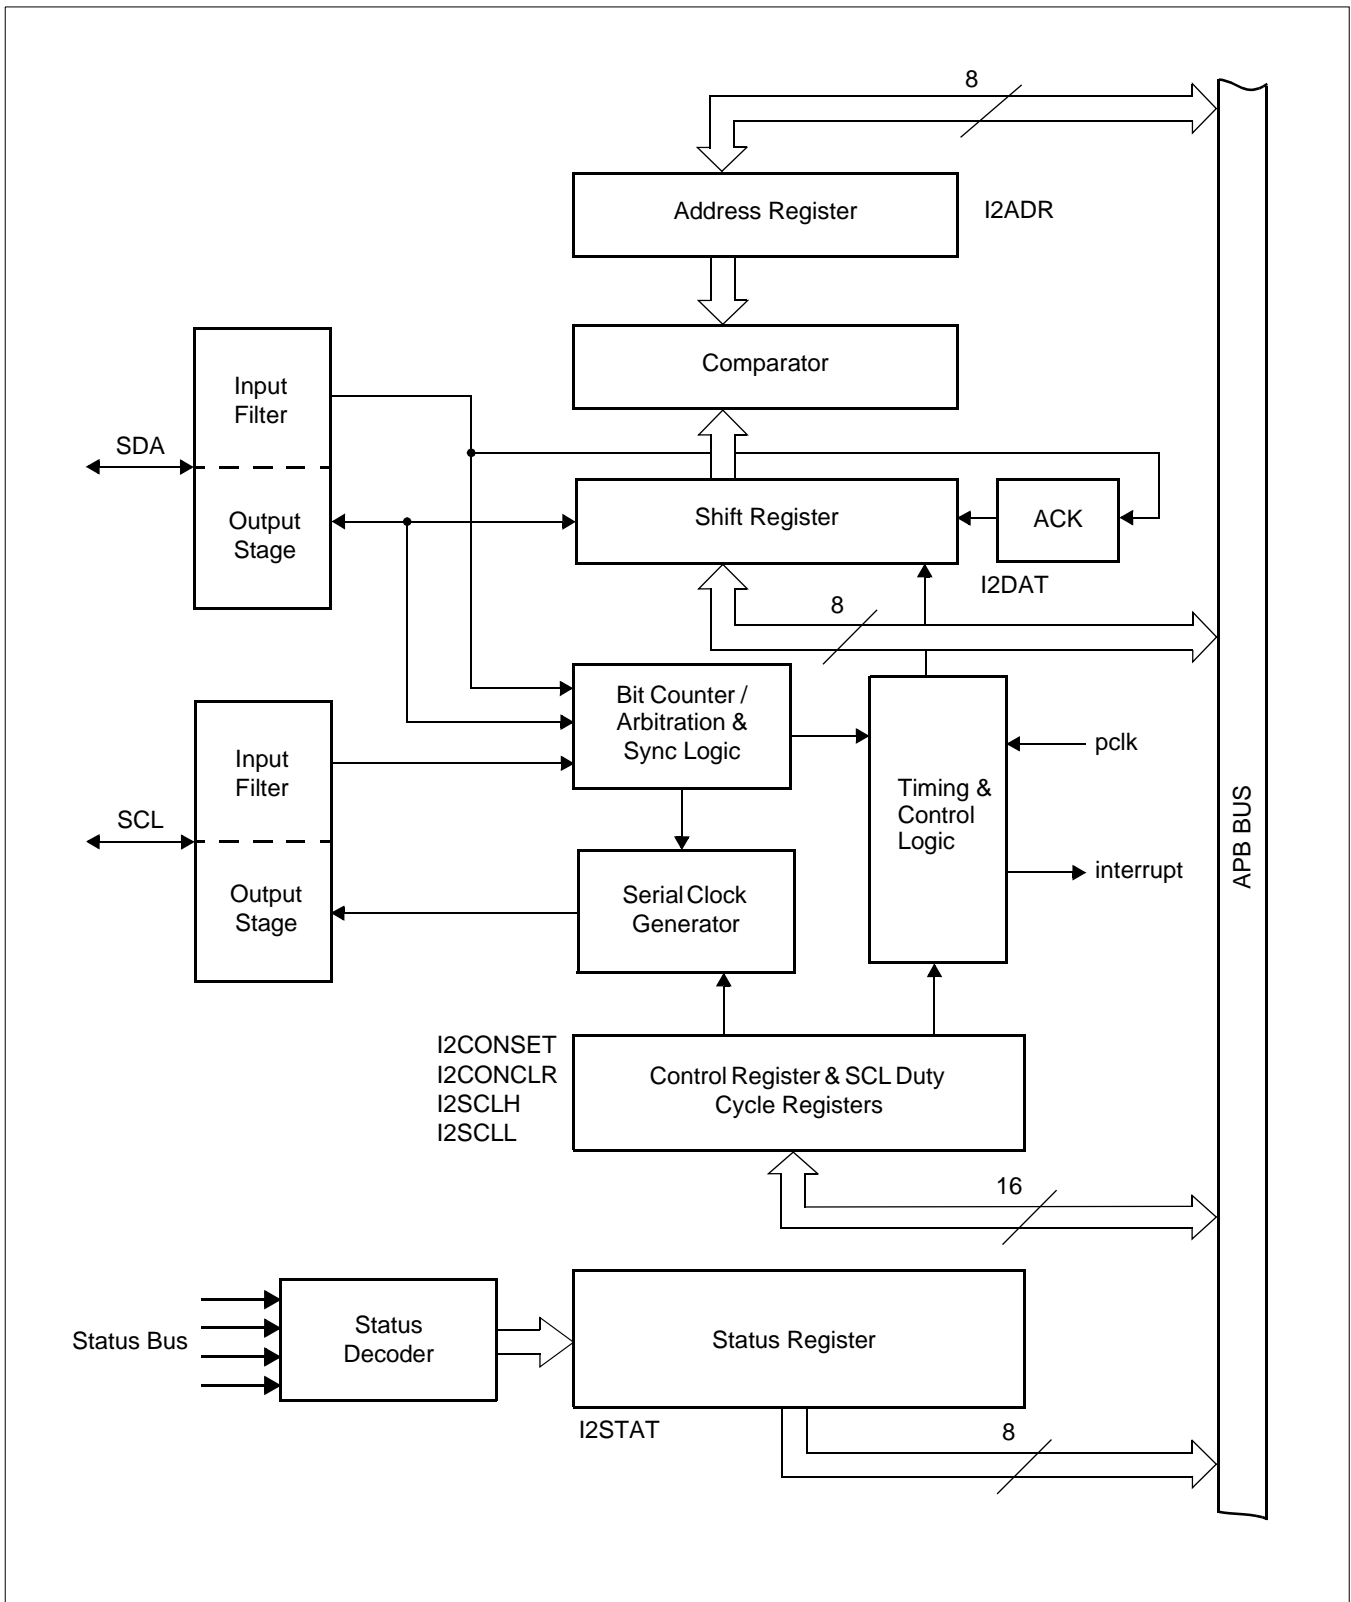 8
Address Register
I2ADR
Comparator
Input
Filter
SDA
Output
Stage
Shift Register
ACK
I2DAT
8
Bit Counter /
Arbitration &
Sync Logic
pclk
Input
Filter
Timing &
Control
Logic
SCL
APB BUS
interrupt
Output
Stage
Serial Clock
Generator
I2CONSET
I2CONCLR
I2SCLH
I2SCLL
Control Register & SCL Duty
Cycle Registers
16
Status Bus
Status
Decoder
Status Register
I2STAT
8